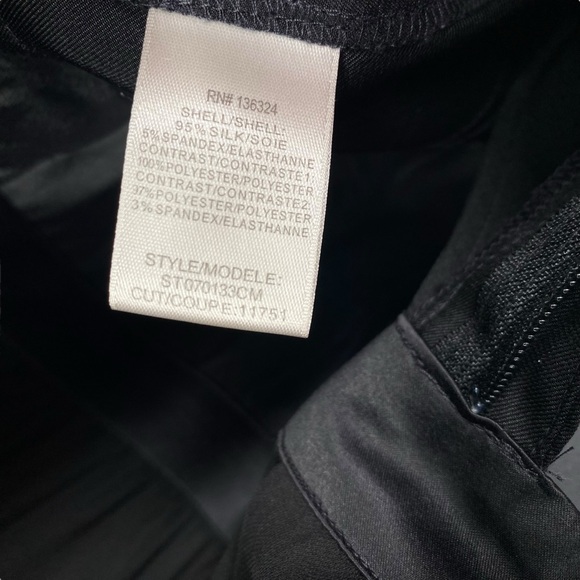 RN# 136324
SHELL/SHELL:
95% SILK/SOIE
5% SPANDEX/ELASTHANNE
CONTRAST/CONTRASTE1:
100% POLYESTER/POLYESTER
CONTRAST/CONTRASTE2:
97% POLYESTER/POLYESTER
3% SPANDEX/ELASTHANNE
STYLE/MODELE:
ST070133CM
CUT/COUPE:11751